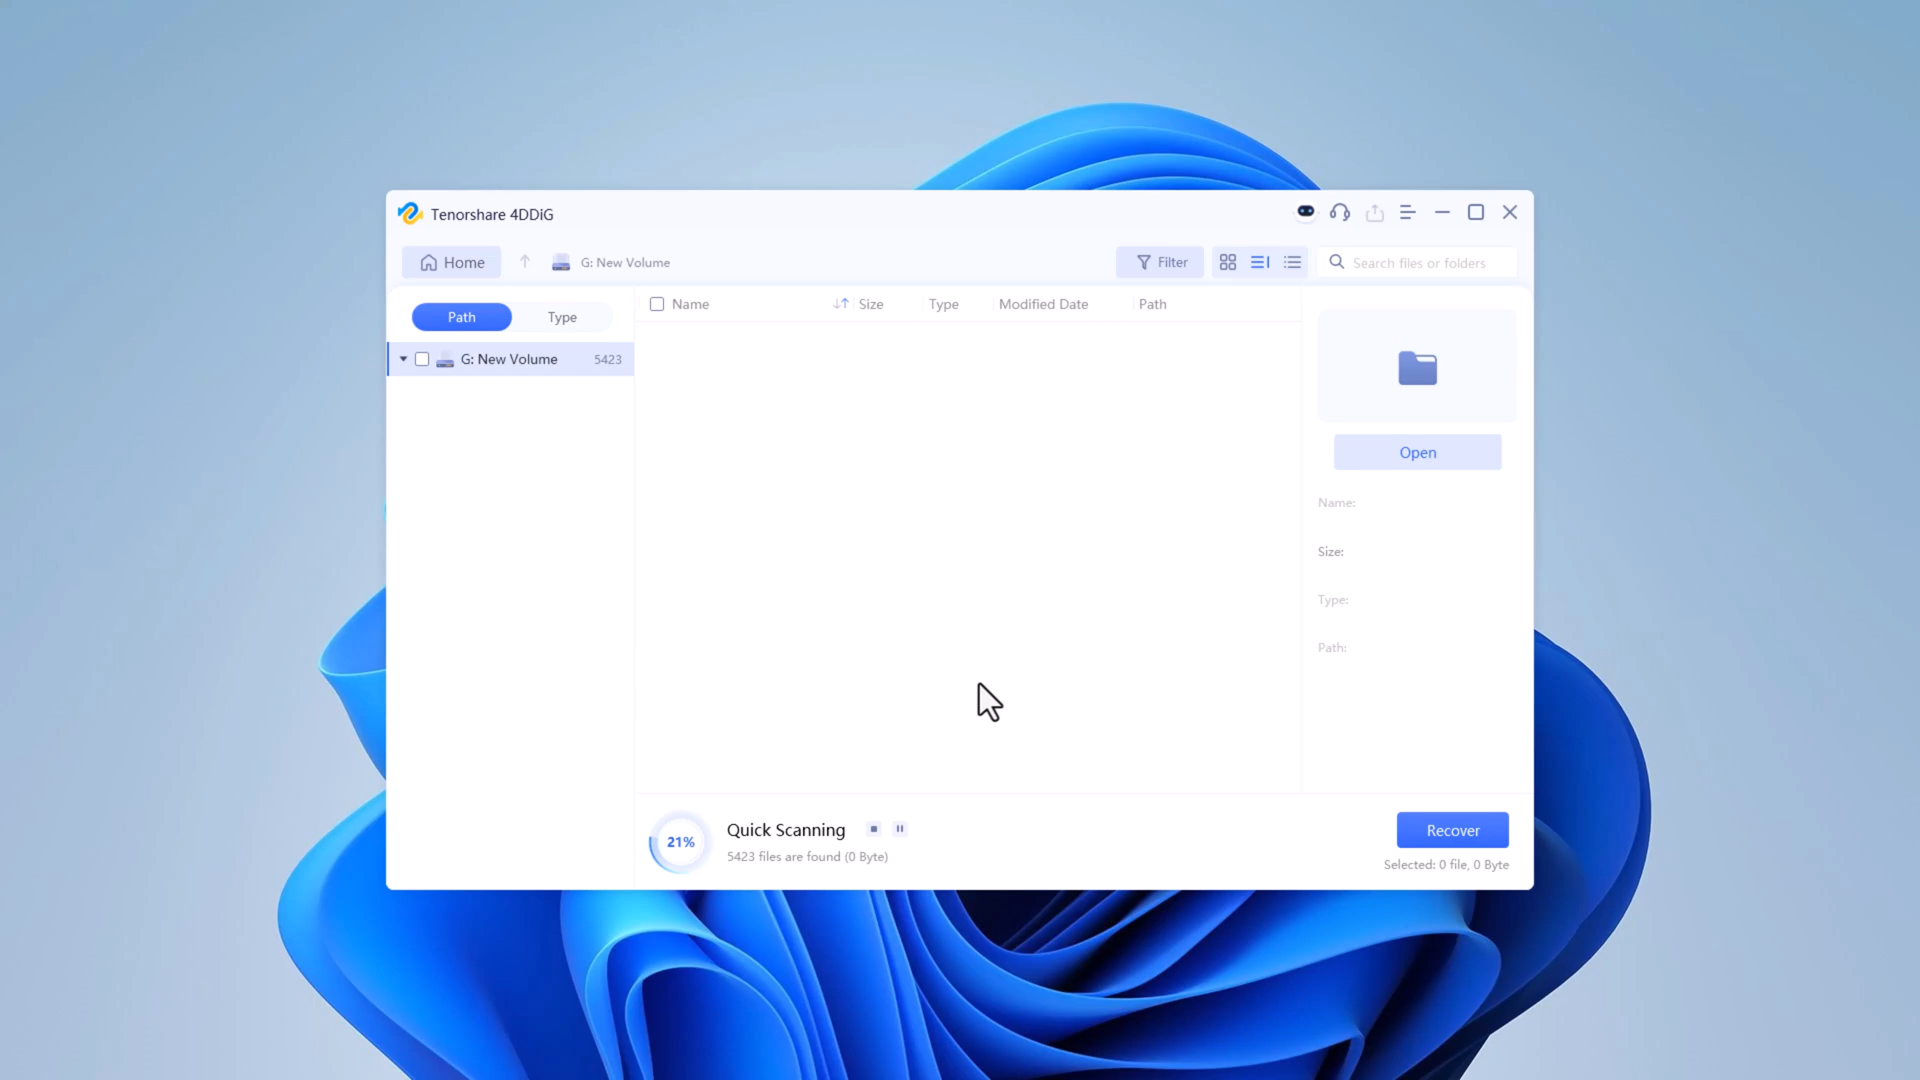 Tenorshare 4DDiG
Home G: New Volume Filter Search files or folders
Path Type
Name Size Type Modified Date Path
G: New Volume 5423
Open
Name:
Size:
Type:
Path:
21%
Quick Scanning
5423 files are found (0 Byte)
Recover
Selected: 0 file, 0 Byte